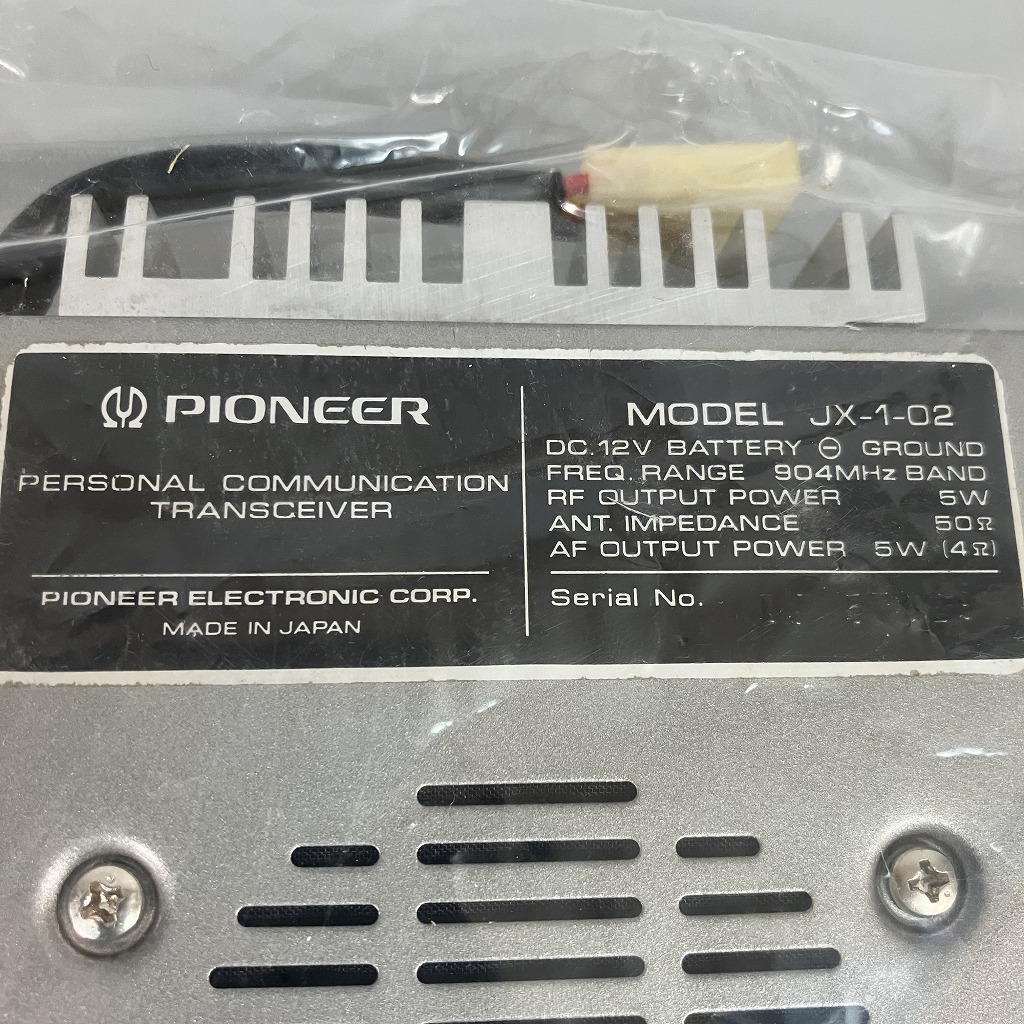 PIONEER
PERSONAL COMMUNICATION
TRANSCEIVER
PIONEER ELECTRONIC CORP.
MADE IN JAPAN
MODEL JX-1-02
DC.12V BATTERY ⊖ GROUND
FREQ. RANGE 904MHz BAND
RF OUTPUT POWER 5W
ANT. IMPEDANCE 50Ω
AF OUTPUT POWER 5W (4Ω)
Serial No.